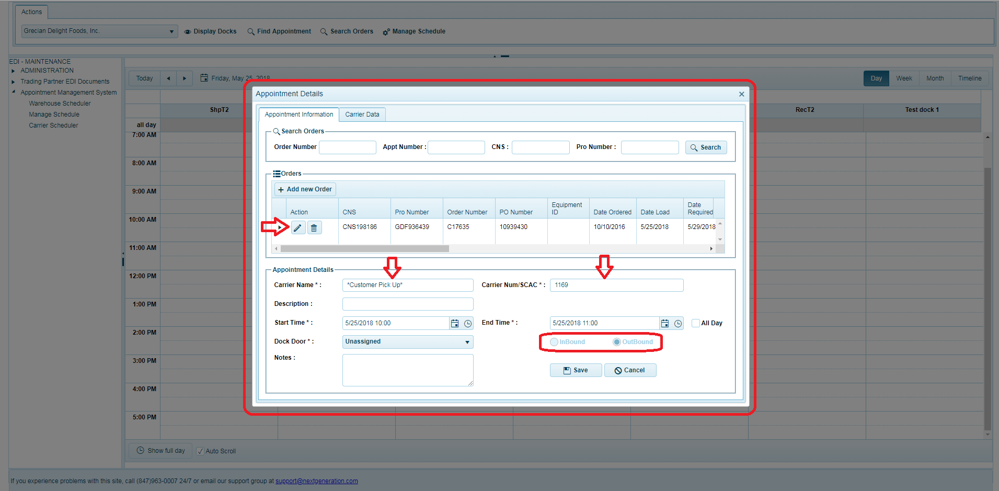 Actions
Grecian Delight Foods, Inc. Display Docks Find Appointment Search Orders Manage Schedule
EDI - MAINTENANCE
ADMINISTRATION
Trading Partner EDI Documents
Appointment Management System
Warehouse Scheduler
Manage Schedule
Carrier Scheduler
Today Friday, May 25, 2018 Day Week Month Timeline
ShpT2 RecT2 Test dock 1
all day
7:00 AM
8:00 AM
9:00 AM
10:00 AM
11:00 AM
12:00 PM
1:00 PM
2:00 PM
3:00 PM
4:00 PM
5:00 PM
Appointment Details
Appointment Information Carrier Data
Search Orders
Order Number Appt Number : CNS : Pro Number : Search
Orders
Add new Order
Action CNS Pro Number Order Number PO Number Equipment ID Date Ordered Date Load Date Required
CNS198186 GDF936439 C17635 10939430 10/10/2016 5/25/2018 5/29/2018
Appointment Details
Carrier Name * : *Customer Pick Up* Carrier Num/SCAC * : 1169
Description :
Start Time * : 5/25/2018 10:00 End Time * : 5/25/2018 11:00 All Day
Dock Door * : Unassigned InBound OutBound
Notes :
Save Cancel
Show full day Auto Scroll
If you experience problems with this site, call (847)963-0007 24/7 or email our support group at support@nextgeneration.com